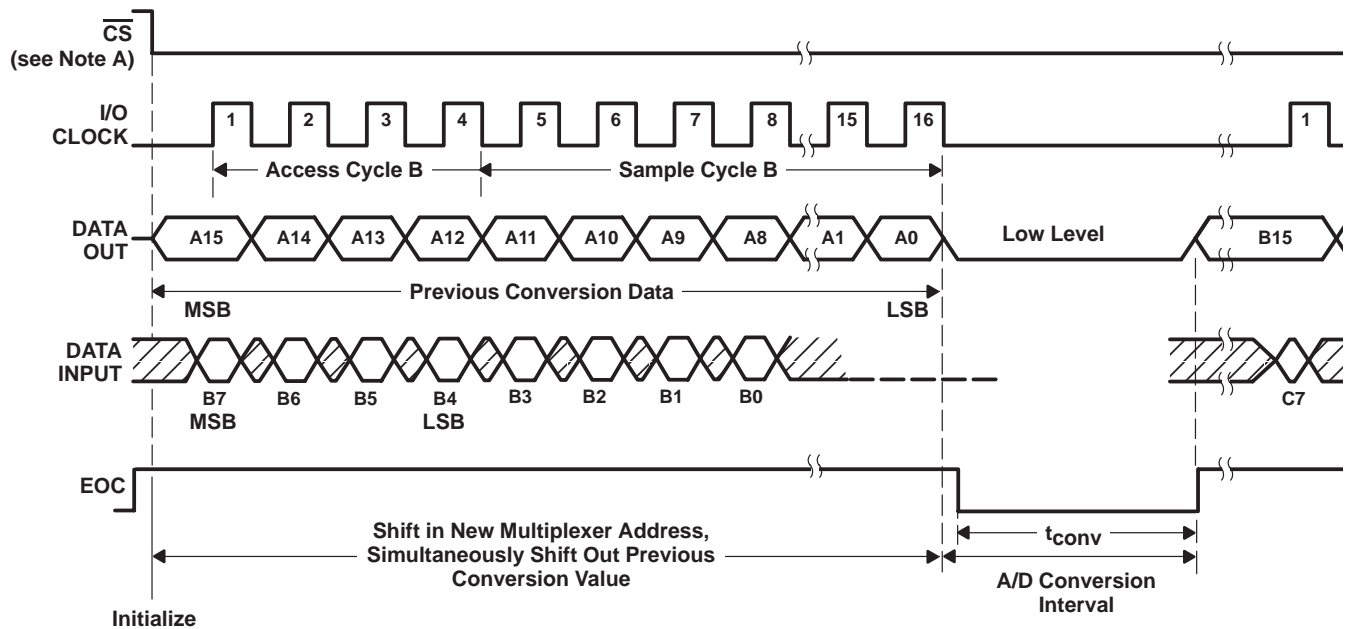 CS
(see Note A)
I/O
CLOCK
1 2 3 4 5 6 7 8 15 16 1
Access Cycle B
Sample Cycle B
DATA
OUT
A15 A14 A13 A12 A11 A10 A9 A8 A1 A0 Low Level B15
Previous Conversion Data
MSB LSB
DATA
INPUT
B7 B6 B5 B4 B3 B2 B1 B0 C7
MSB LSB
EOC
Shift in New Multiplexer Address,
Simultaneously Shift Out Previous
Conversion Value
tconv
A/D Conversion
Interval
Initialize